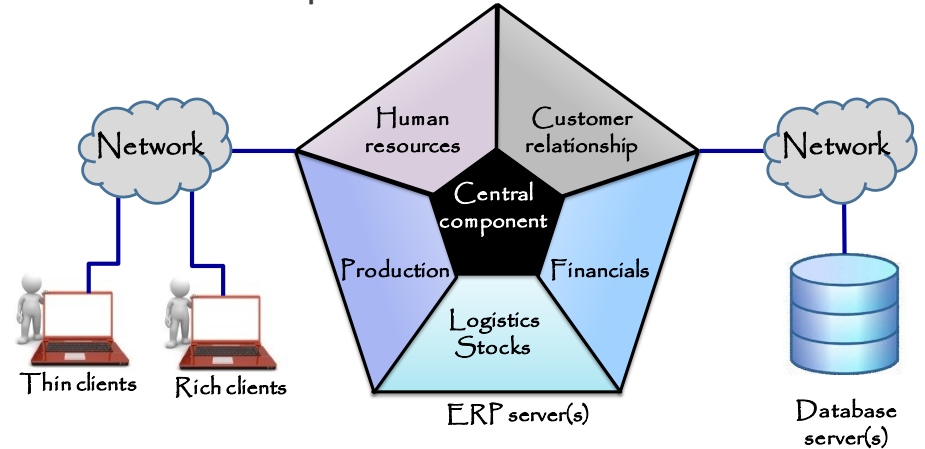 Human
resources
Customer
relationship
Network
Network
Central
component
Production
Financials
Logistics
Stocks
Thin clients
Rich clients
ERP server(s)
Database
server(s)